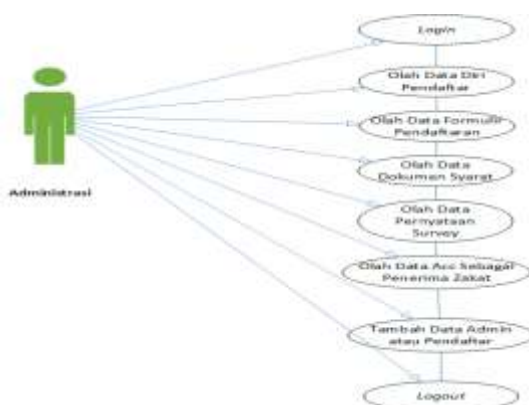 Login
Olah Data Diri
Pendaftar
Olah Data Formulir
Pendaftaran
Olah Data
Dokumen Syarat
Olah Data
Pernyataan
Survey
Olah Data Acc Sebagai
Penerima Zakat
Tambah Data Admin
atau Pendaftar
Logout
Administrasi